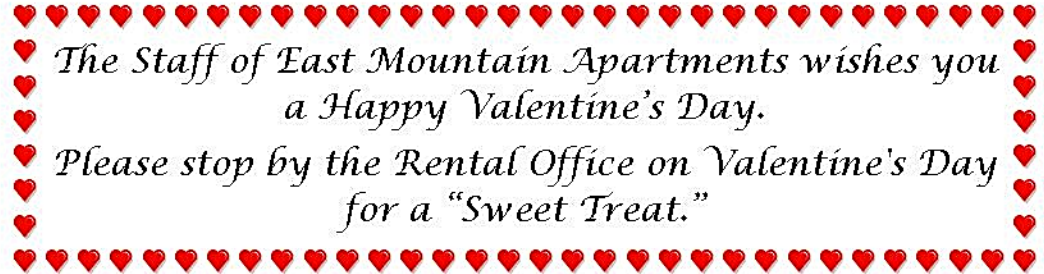 The Staff of East Mountain Apartments wishes you
a Happy Valentine’s Day.
Please stop by the Rental Office on Valentine's Day
for a “Sweet Treat.”